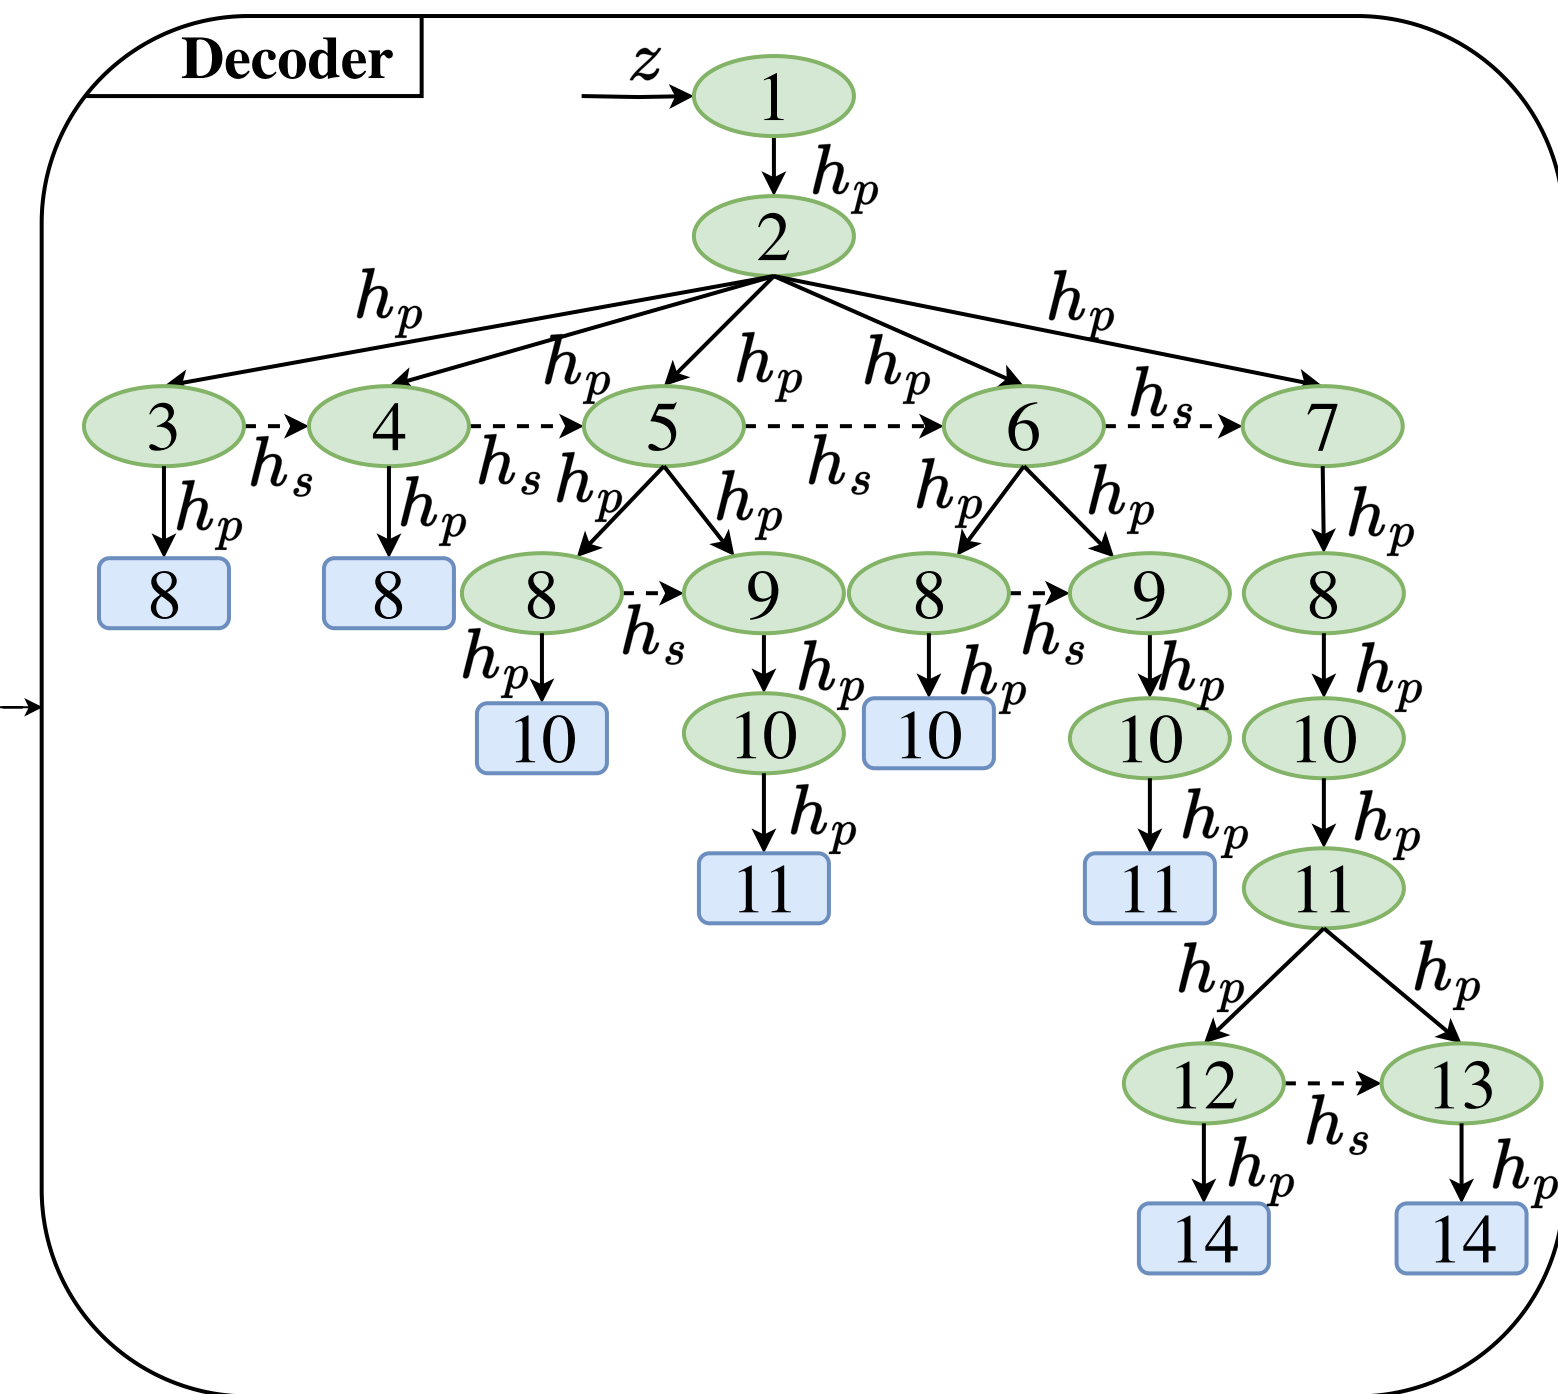 Decoder
z
1
h_p
2
h_p h_p h_p h_p h_p
3 h_s 4 h_s 5 h_s 6 h_s 7
h_p h_p h_p h_p h_p h_p h_p
8 8 8 h_s 9 8 h_s 9 8
h_p h_p h_p h_p h_p
10 10 10 10 10
h_p h_p h_p
11 11 11
h_p h_p
12 h_s 13
h_p h_p
14 14